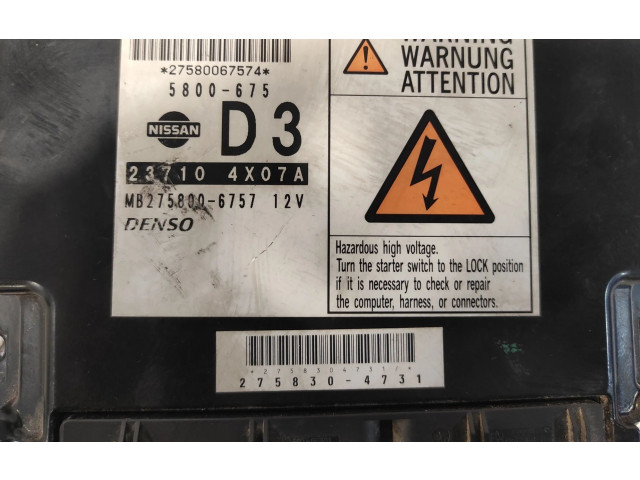 *27580067574*
5800-675
NISSAN D3
23710 4X07A
MB275800-6757 12V
DENSO
WARNING
WARNUNG
ATTENTION
Hazardous high voltage.
Turn the starter switch to the LOCK position
if it is necessary to check or repair
the computer, harness, or connectors.
275830-4731